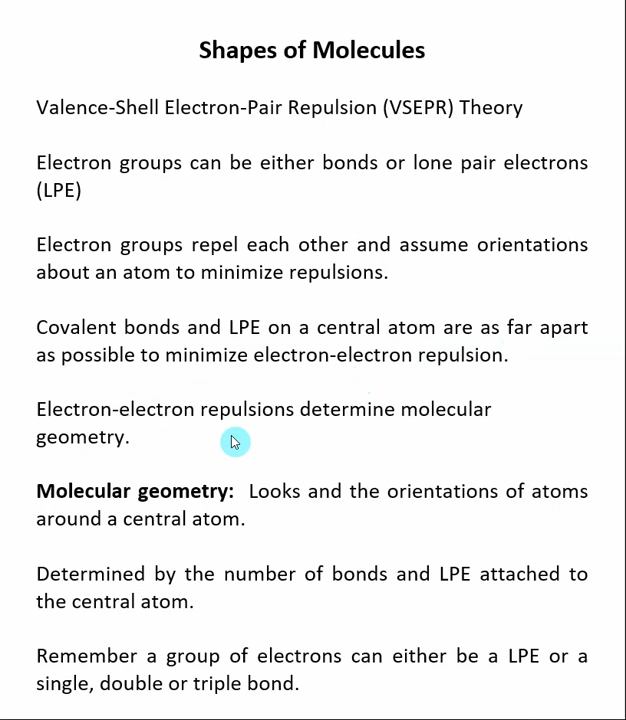 Shapes of Molecules
Valence-Shell Electron-Pair Repulsion (VSEPR) Theory
Electron groups can be either bonds or lone pair electrons
(LPE)
Electron groups repel each other and assume orientations
about an atom to minimize repulsions.
Covalent bonds and LPE on a central atom are as far apart
as possible to minimize electron-electron repulsion.
Electron-electron repulsions determine molecular
geometry.
Molecular geometry: Looks and the orientations of atoms
around a central atom.
Determined by the number of bonds and LPE attached to
the central atom.
Remember a group of electrons can either be a LPE or a
single, double or triple bond.